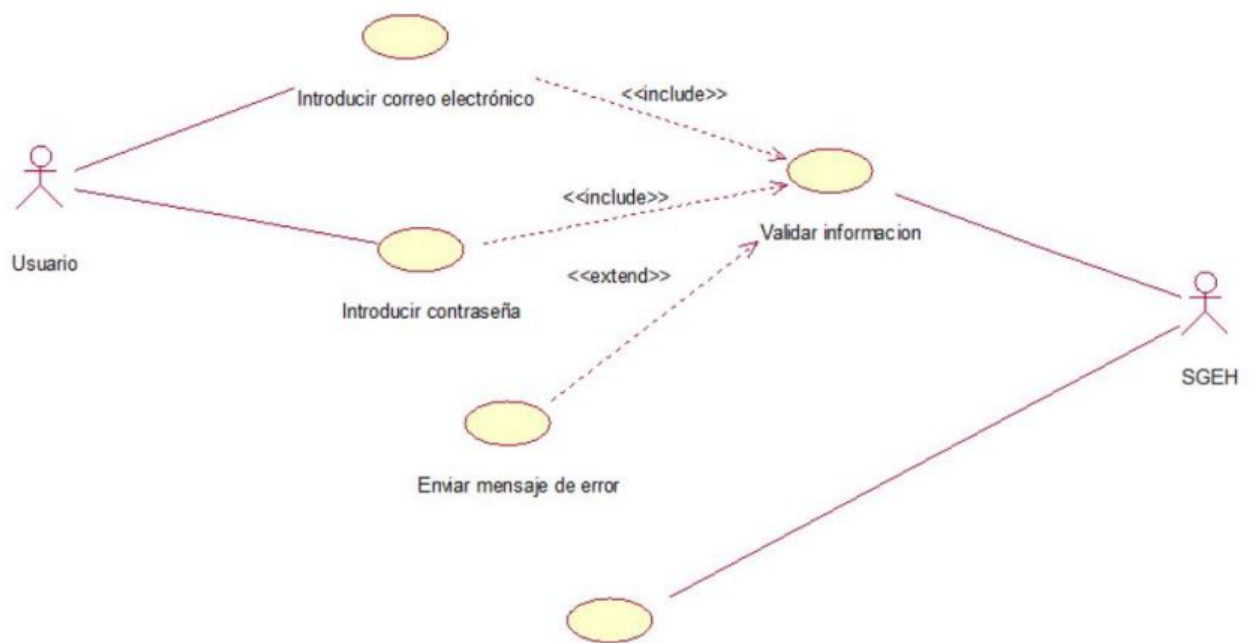 Introducir correo electrónico
<<include>>
<<include>>
Validar informacion
Usuario
<<extend>>
Introducir contraseña
SGEH
Enviar mensaje de error